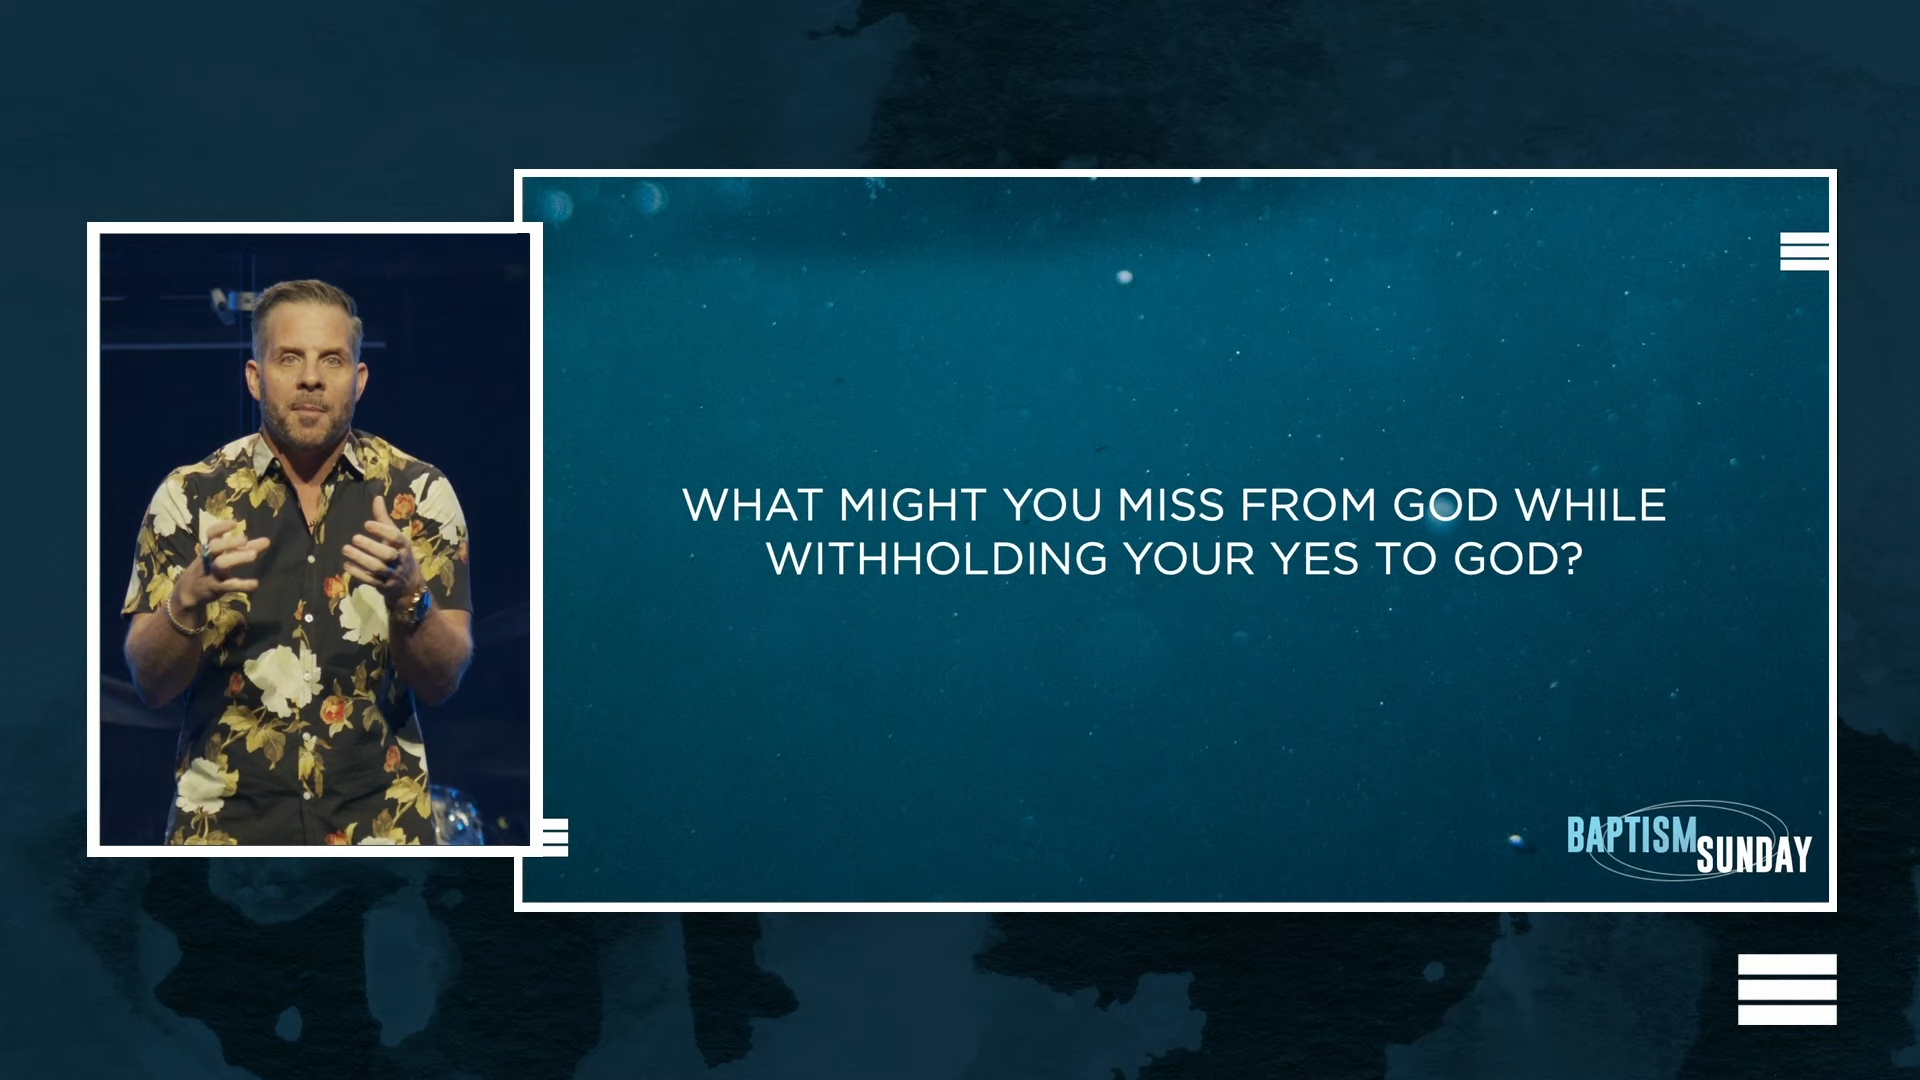 WHAT MIGHT YOU MISS FROM GOD WHILE
WITHHOLDING YOUR YES TO GOD?
BAPTISM
SUNDAY